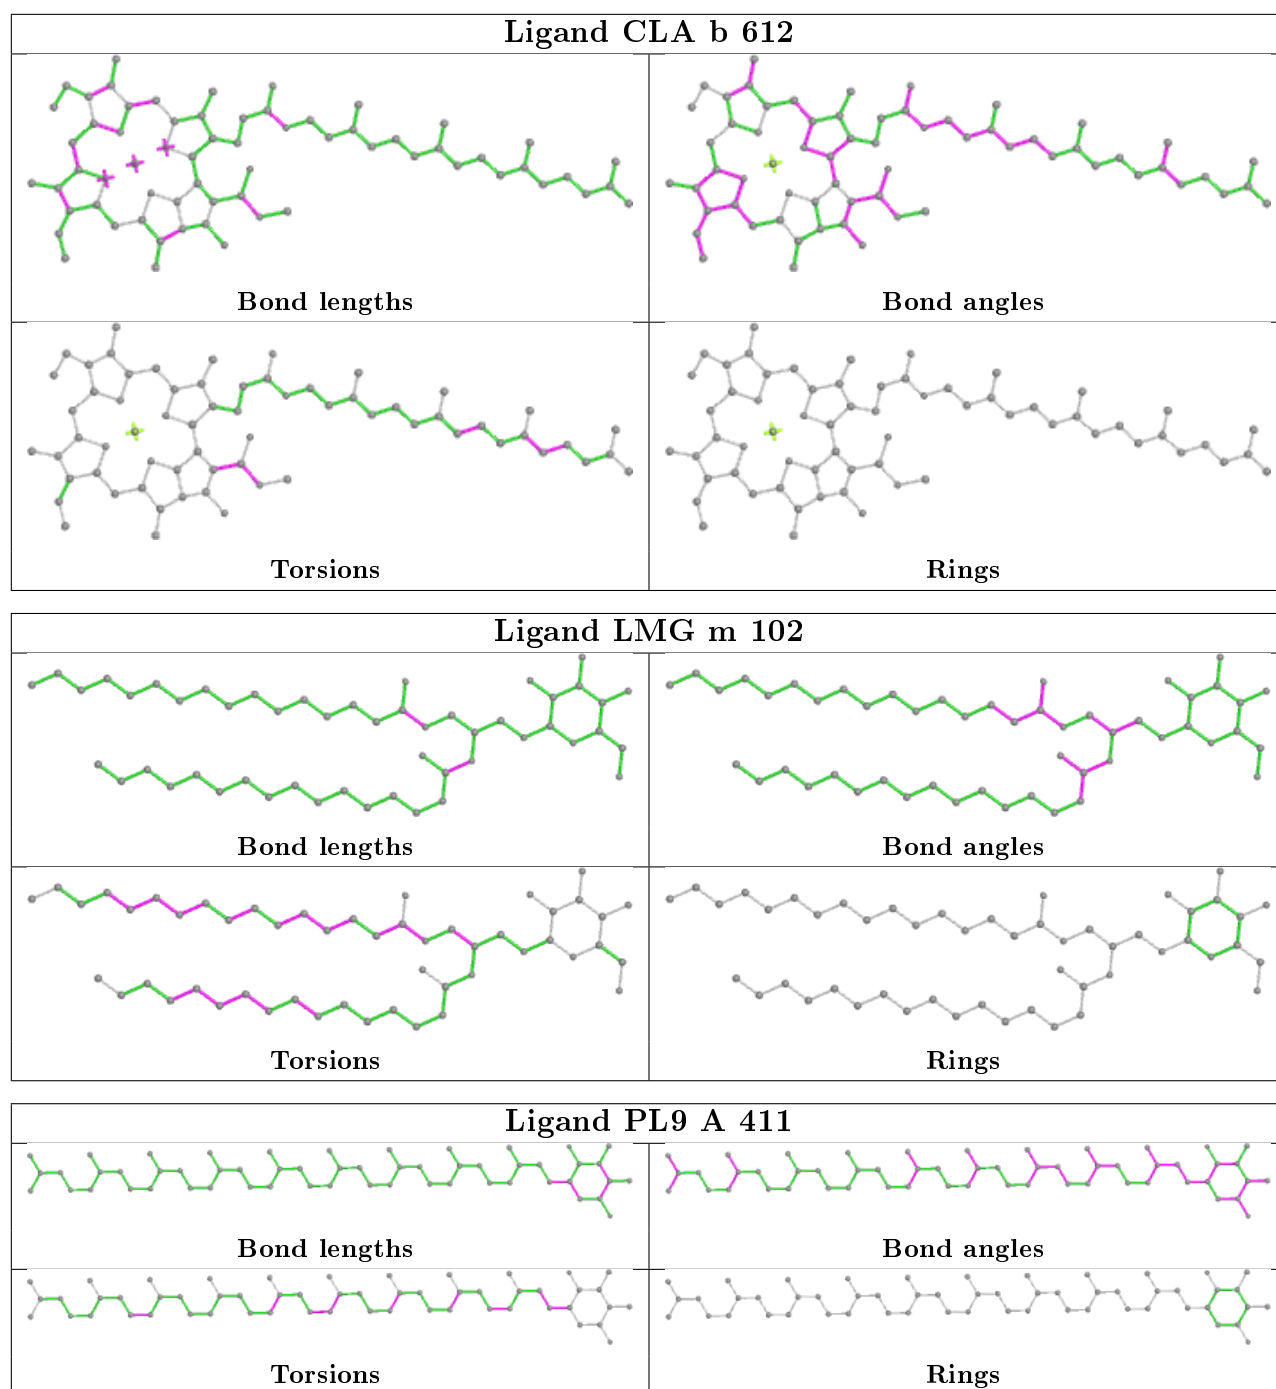 Ligand CLA b 612
Bond lengths
Bond angles
Torsions
Rings
Ligand LMG m 102
Bond lengths
Bond angles
Torsions
Rings
Ligand PL9 A 411
Bond lengths
Bond angles
Torsions
Rings